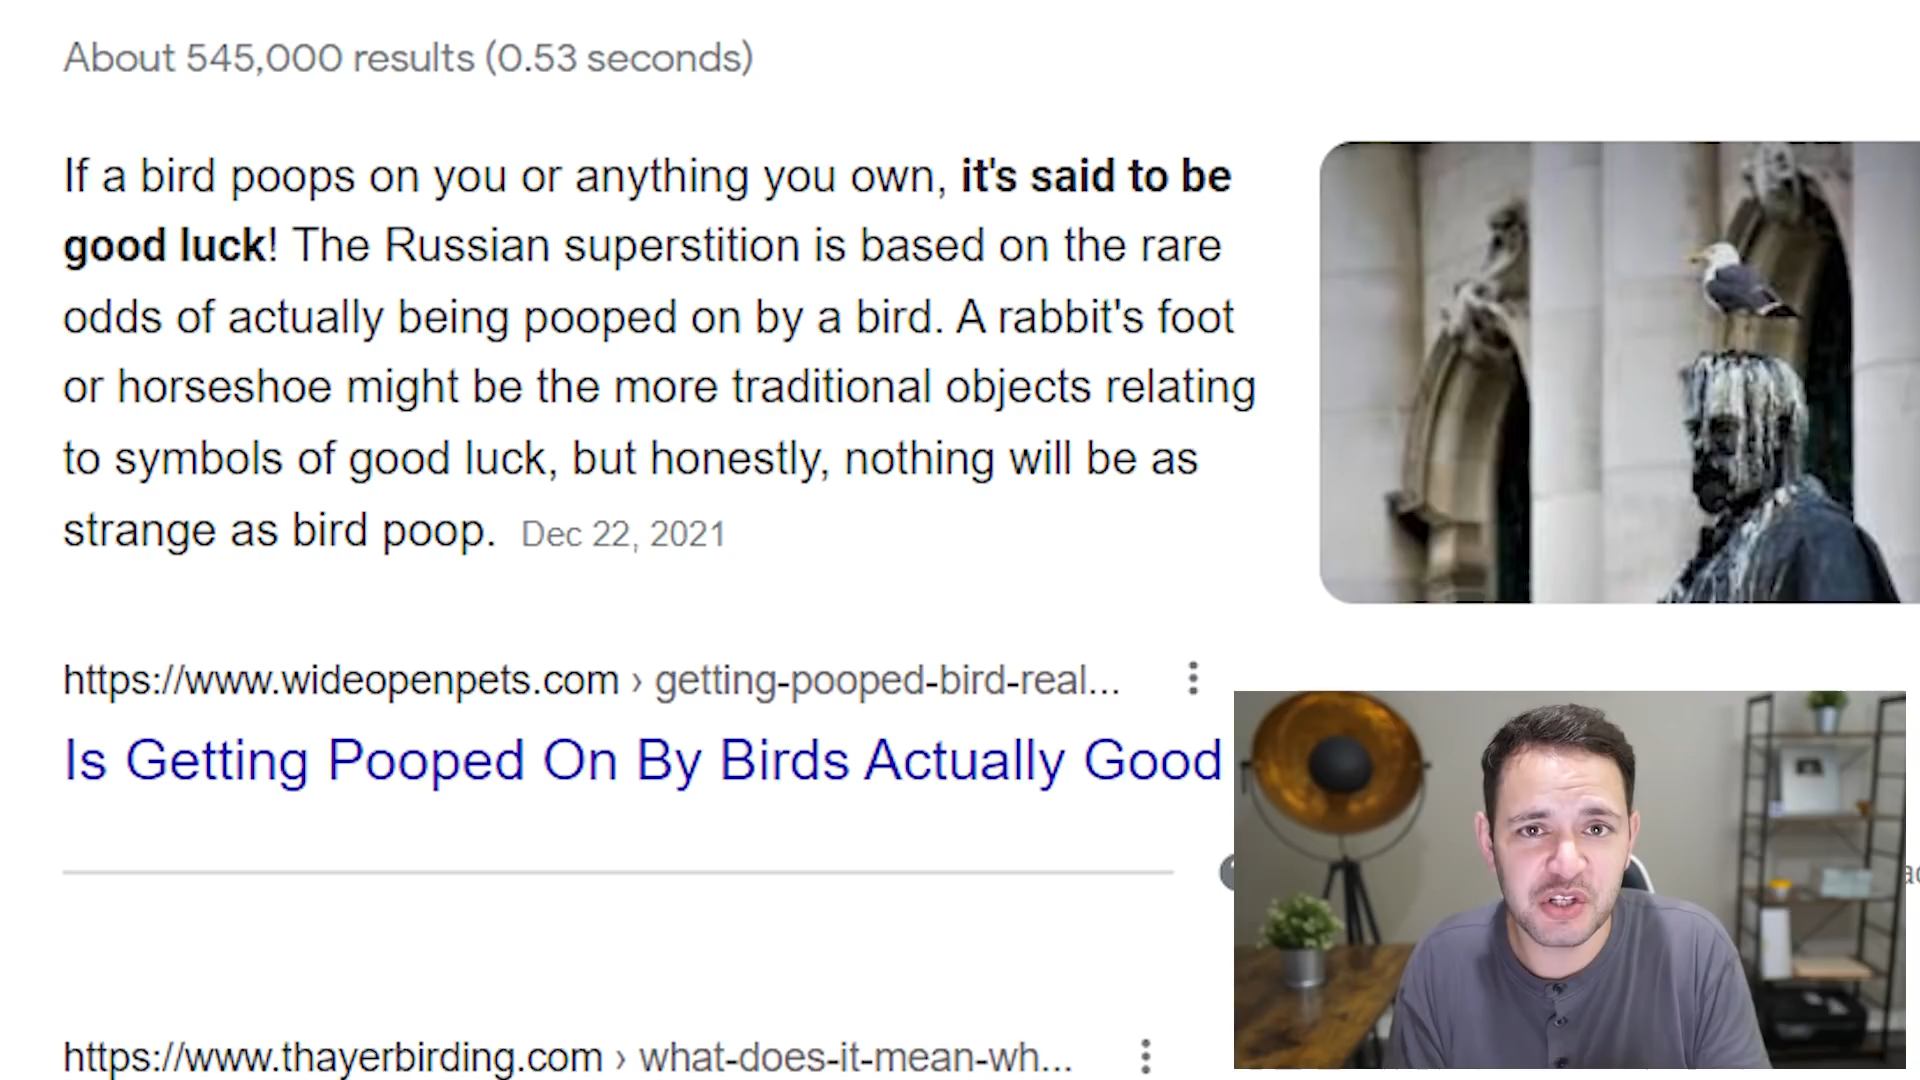 About 545,000 results (0.53 seconds)
If a bird poops on you or anything you own, it's said to be
good luck! The Russian superstition is based on the rare
odds of actually being pooped on by a bird. A rabbit's foot
or horseshoe might be the more traditional objects relating
to symbols of good luck, but honestly, nothing will be as
strange as bird poop. Dec 22, 2021
https://www.wideopenpets.com › getting-pooped-bird-real...
Is Getting Pooped On By Birds Actually Good
https://www.thayerbirding.com › what-does-it-mean-wh...